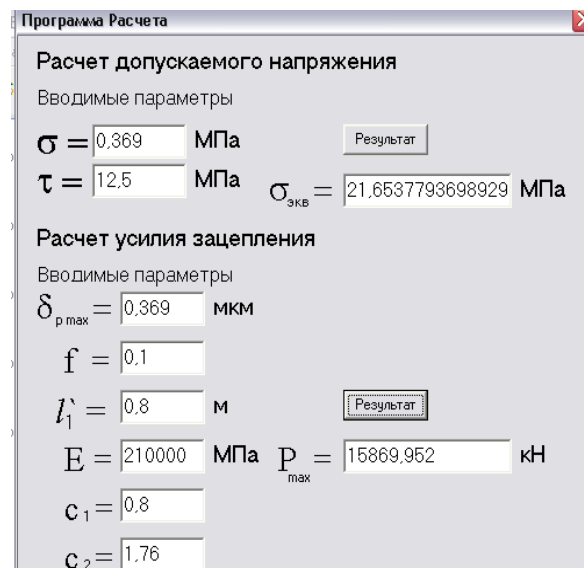 Программа Расчета
Расчет допускаемого напряжения
Вводимые параметры
σ = 0,369 МПа Результат
τ = 12,5 МПа σэкв = 21,6537793698929 МПа
Расчет усилия зацепления
Вводимые параметры
δp max = 0,369 мкм
f = 0,1
l₁` = 0,8 м Результат
E = 210000 МПа Pmax = 15869,952 кН
c₁ = 0,8
c₂ = 1,76